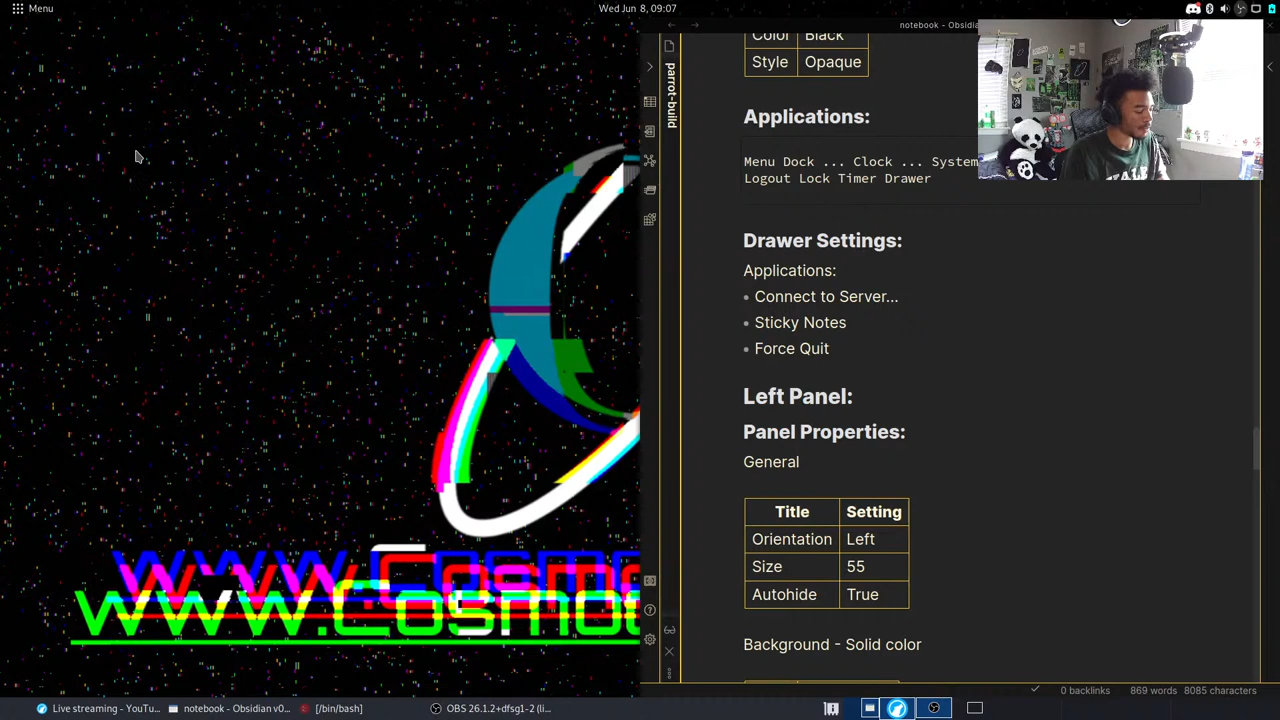 Menu
Wed Jun 8, 09:07
notebook - Obsidian
parrot-build
Color Black
Style Opaque
Applications:
Menu Dock ... Clock ... System
Logout Lock Timer Drawer
Drawer Settings:
Applications:
• Connect to Server...
• Sticky Notes
• Force Quit
Left Panel:
Panel Properties:
General
Title Setting
Orientation Left
Size 55
Autohide True
Background - Solid color
0 backlinks 869 words 8085 characters
Live streaming - YouTu...
notebook - Obsidian v0...
[/bin/bash]
OBS 26.1.2+dfsg1-2 (li...